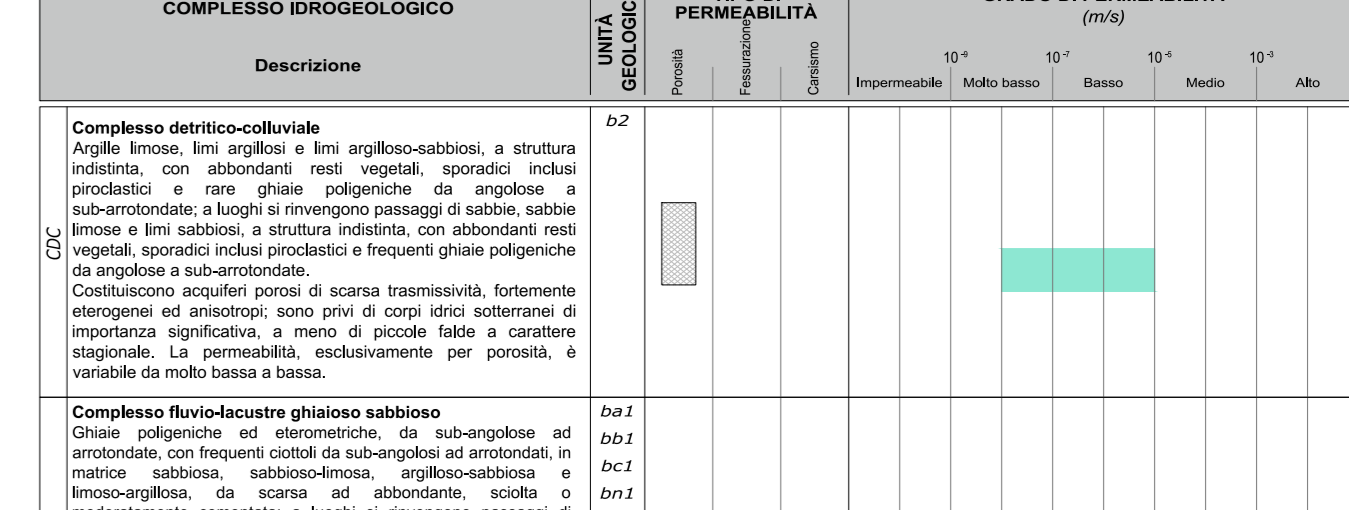 COMPLESSO IDROGEOLOGICO
Descrizione
UNITÀ
PERMEABILITÀ
Porosità
Fessurazione
Carsismo
(m/s)
10⁻⁹ 10⁻⁷ 10⁻⁵ 10⁻³
Impermeabile Molto basso Basso Medio Alto
CDC
Complesso detritico-colluviale
Argille limose, limi argillosi e limi argilloso-sabbiosi, a struttura
indistinta, con abbondanti resti vegetali, sporadici inclusi
piroclastici e rare ghiaie poligeniche da angolose a
sub-arrotondate; a luoghi si rinvengono passaggi di sabbie, sabbie
limose e limi sabbiosi, a struttura indistinta, con abbondanti resti
vegetali, sporadici inclusi piroclastici e frequenti ghiaie poligeniche
da angolose a sub-arrotondate.
Costituiscono acquiferi porosi di scarsa trasmissività, fortemente
eterogenei ed anisotropi; sono privi di corpi idrici sotterranei di
importanza significativa, a meno di piccole falde a carattere
stagionale. La permeabilità, esclusivamente per porosità, è
variabile da molto bassa a bassa.
b2
Complesso fluvio-lacustre ghiaioso sabbioso
Ghiaie poligeniche ed eterometriche, da sub-angolose ad
arrotondate, con frequenti ciottoli da sub-angolosi ad arrotondati, in
matrice sabbiosa, sabbioso-limosa, argilloso-sabbiosa e
limoso-argillosa, da scarsa ad abbondante, sciolta o
ba1
bb1
bc1
bn1